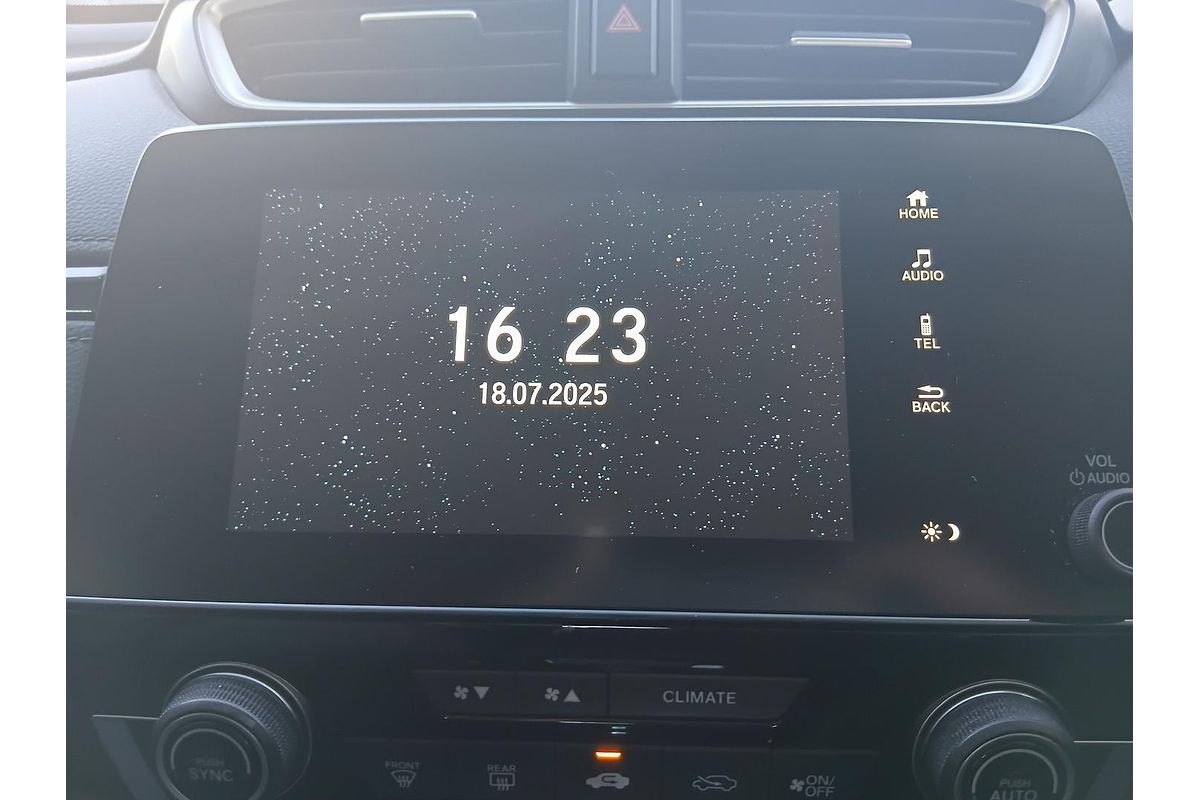 16 23
18.07.2025
HOME
AUDIO
TEL
BACK
VOL
AUDIO
CLIMATE
PUSH
SYNC
FRONT
REAR
ON/
OFF
PUSH
AUTO